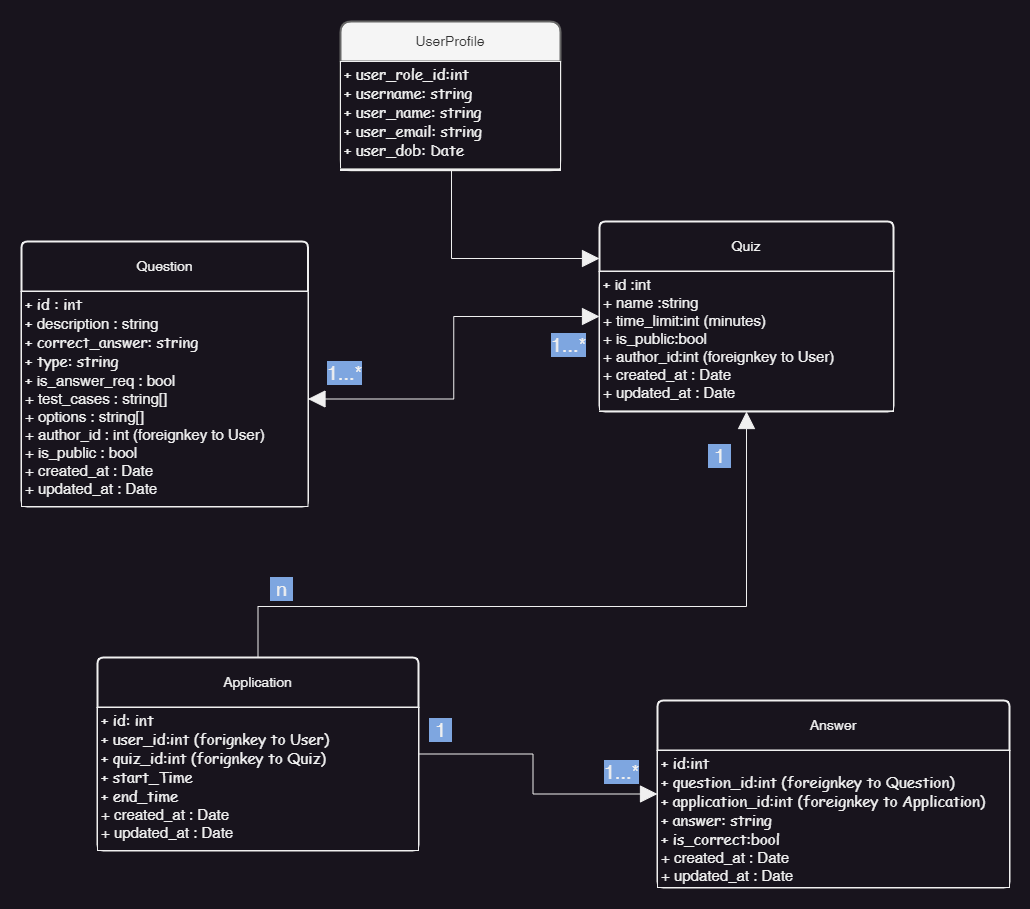 UserProfile
+ user_role_id:int
+ username: string
+ user_name: string
+ user_email: string
+ user_dob: Date
Question
+ id : int
+ description : string
+ correct_answer: string
+ type: string
+ is_answer_req : bool
+ test_cases : string[]
+ options : string[]
+ author_id : int (foreignkey to User)
+ is_public : bool
+ created_at : Date
+ updated_at : Date
1...*
1...*
Quiz
+ id :int
+ name :string
+ time_limit:int (minutes)
+ is_public:bool
+ author_id:int (foreignkey to User)
+ created_at : Date
+ updated_at : Date
1
n
Application
+ id: int
+ user_id:int (forignkey to User)
+ quiz_id:int (forignkey to Quiz)
+ start_Time
+ end_time
+ created_at : Date
+ updated_at : Date
1
1...*
Answer
+ id:int
+ question_id:int (foreignkey to Question)
+ application_id:int (foreignkey to Application)
+ answer: string
+ is_correct:bool
+ created_at : Date
+ updated_at : Date